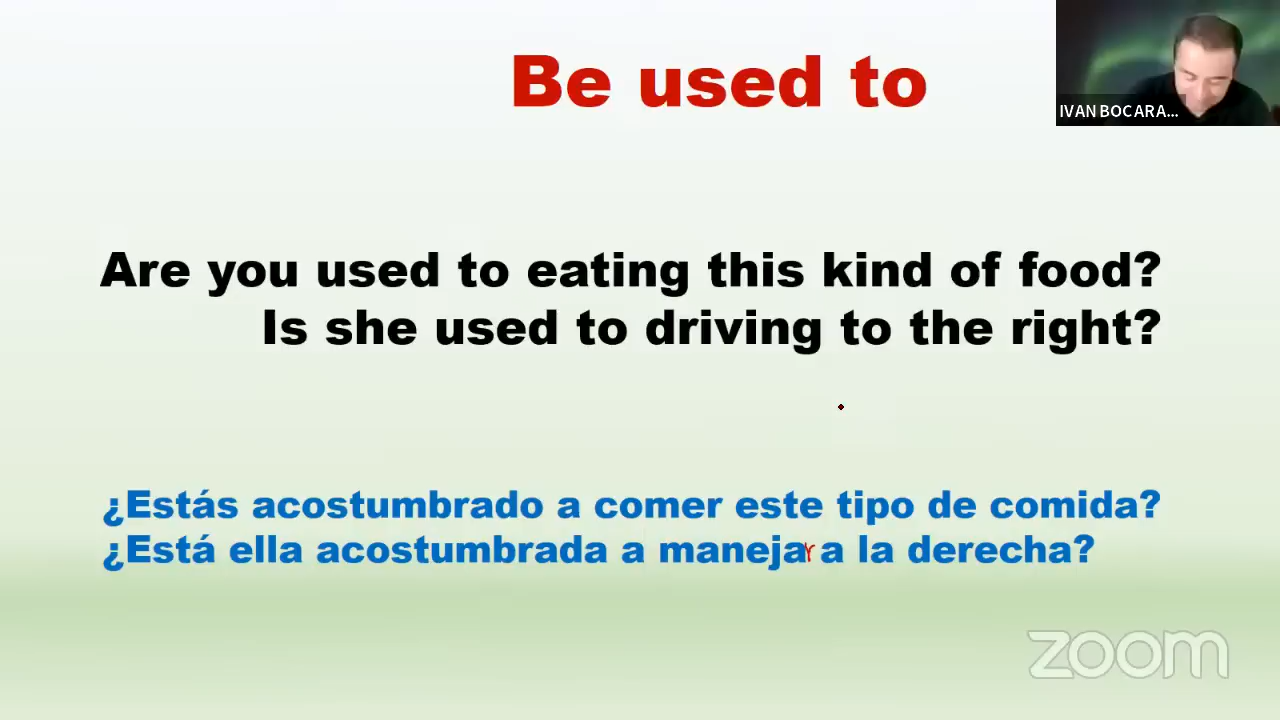 Be used to
IVAN BOCARA...
Are you used to eating this kind of food?
Is she used to driving to the right?
¿Estás acostumbrado a comer este tipo de comida?
¿Está ella acostumbrada a manejar a la derecha?
zoom